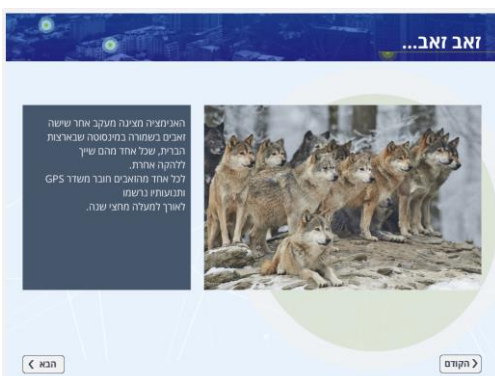 זאב זאב...
האנימציה מציגה מעקב אחר שישה
זאבים בשמורה במינסוטה שבארצות
הברית, שכל אחד מהם שייך
ללהקה אחרת.
לכל אחד מהזאבים חובר משדר GPS
ותנועותיו נרשמו
לאורך למעלה מחצי שנה.
הקודם
הבא